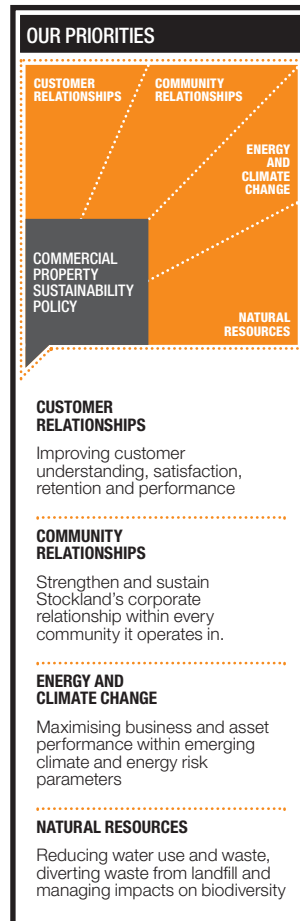 OUR PRIORITIES
CUSTOMER
RELATIONSHIPS
COMMUNITY
RELATIONSHIPS
ENERGY
AND
CLIMATE
CHANGE
COMMERCIAL
PROPERTY
SUSTAINABILITY
POLICY
NATURAL
RESOURCES
CUSTOMER
RELATIONSHIPS
Improving customer
understanding, satisfaction,
retention and performance
COMMUNITY
RELATIONSHIPS
Strengthen and sustain
Stockland’s corporate
relationship within every
community it operates in.
ENERGY AND
CLIMATE CHANGE
Maximising business and asset
performance within emerging
climate and energy risk
parameters
NATURAL RESOURCES
Reducing water use and waste,
diverting waste from landfill and
managing impacts on biodiversity